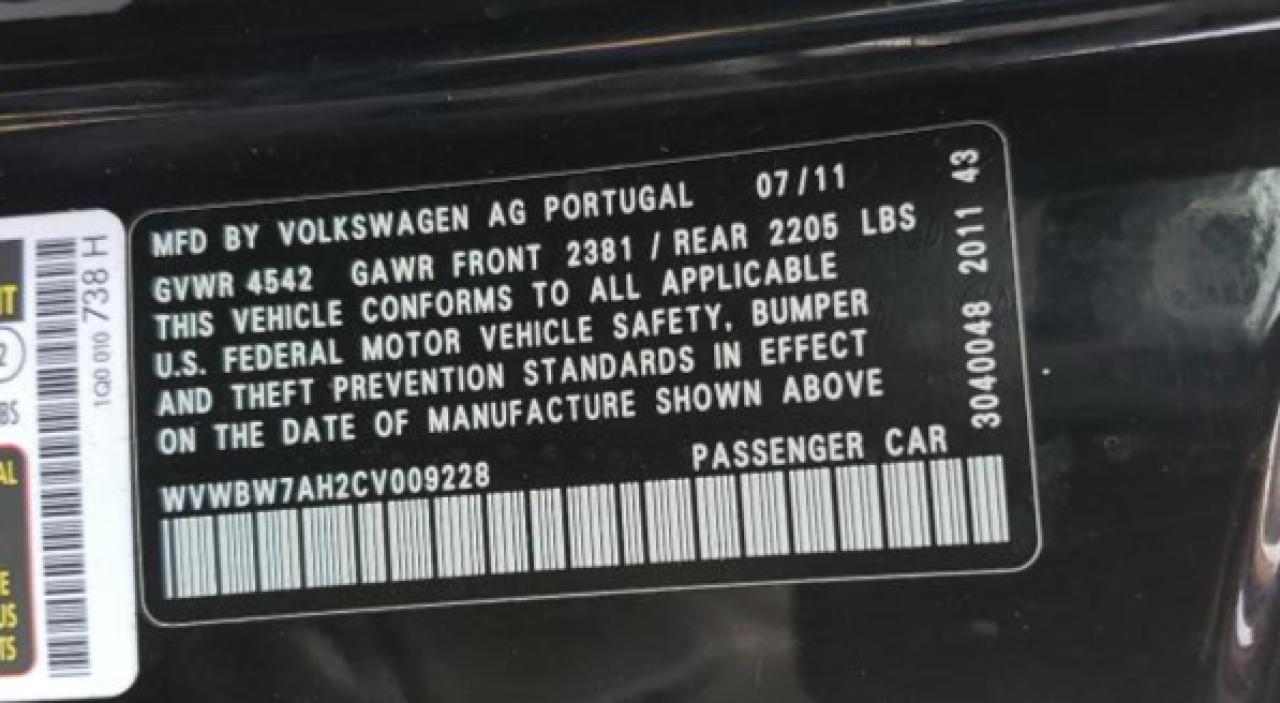 MFD BY VOLKSWAGEN AG PORTUGAL 07/11
GVWR 4542 GAWR FRONT 2381 / REAR 2205 LBS
THIS VEHICLE CONFORMS TO ALL APPLICABLE
U.S. FEDERAL MOTOR VEHICLE SAFETY, BUMPER
AND THEFT PREVENTION STANDARDS IN EFFECT
ON THE DATE OF MANUFACTURE SHOWN ABOVE
WVWBW7AH2CV009228 PASSENGER CAR
3040048 2011 43
1Q0 010 738 H